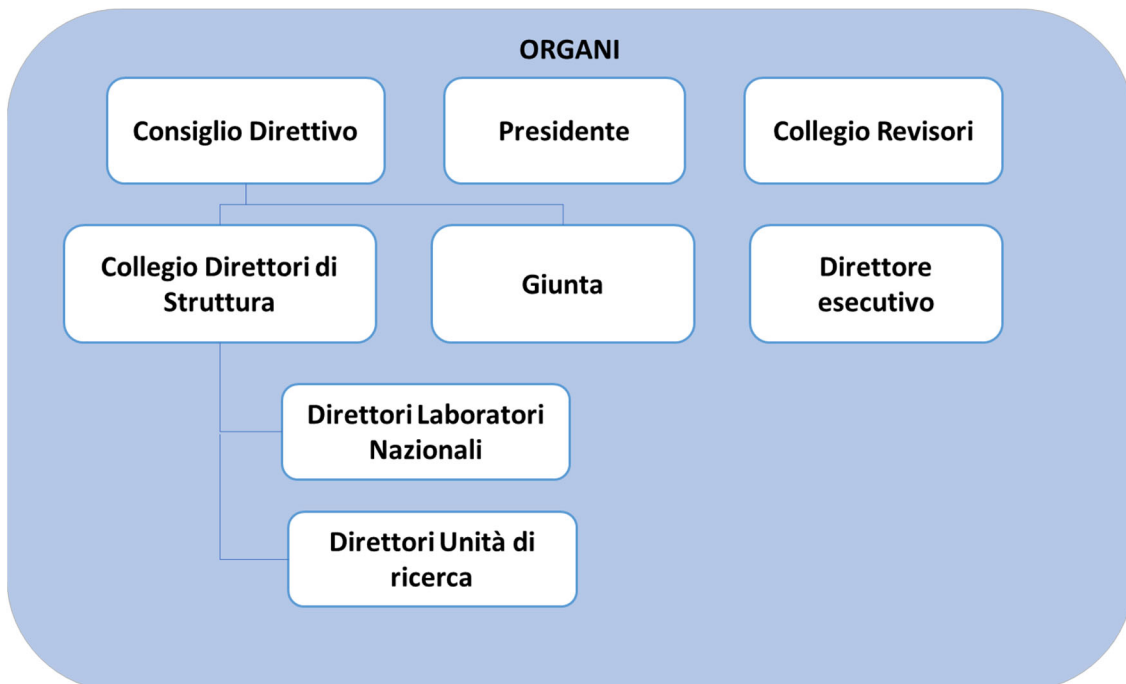 ORGANI
Consiglio Direttivo
Presidente
Collegio Revisori
Collegio Direttori di
Struttura
Giunta
Direttore
esecutivo
Direttori Laboratori
Nazionali
Direttori Unità di
ricerca